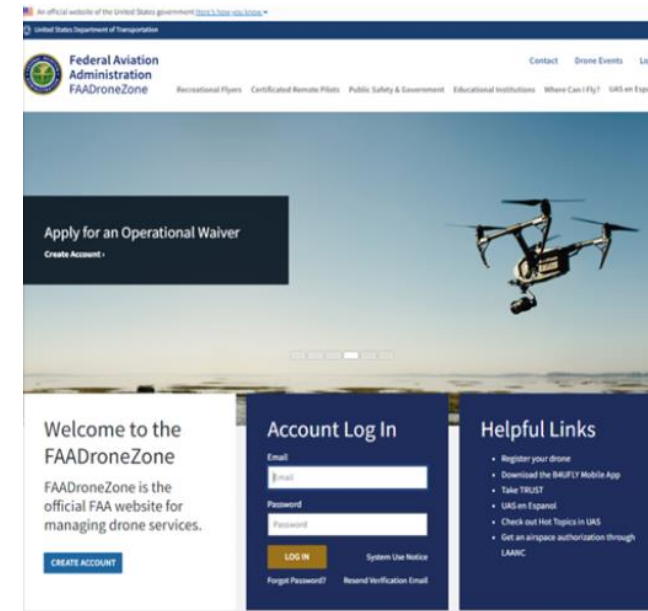 An official website of the United States government Here's how you know
United States Department of Transportation
Federal Aviation
Administration
FAADroneZone
Contact Drone Events
Recreational Flyers Certificated Remote Pilots Public Safety & Government Educational Institutions Where Can I Fly? UAS en
Apply for an Operational Waiver
Create Account ›
Welcome to the
FAADroneZone
FAADroneZone is the
official FAA website for
managing drone services.
CREATE ACCOUNT
Account Log In
Email
Email
Password
Password
LOG IN System Use Notice
Forgot Password? Resend Verification Email
Helpful Links
• Register your drone
• Download the B4UFLY Mobile App
• Take TRUST
• UAS en Espanol
• Check out Hot Topics in UAS
• Get an airspace authorization through
LAANC